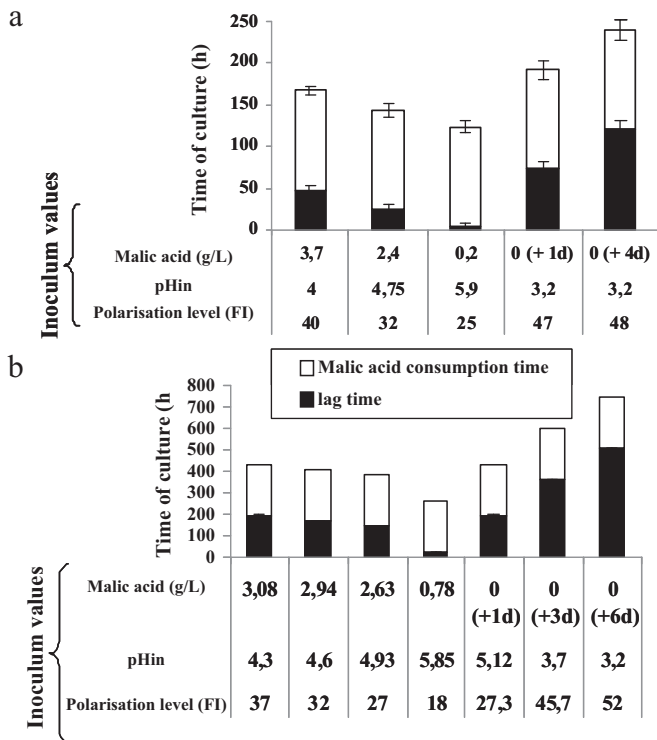 a
Time of culture (h)
250
200
150
100
50
0
Inoculum values
Malic acid (g/L) 3,7 2,4 0,2 0 (+ 1d) 0 (+ 4d)
pHin 4 4,75 5,9 3,2 3,2
Polarisation level (FI) 40 32 25 47 48
b
Malic acid consumption time
lag time
Time of culture (h
800
700
600
500
400
300
200
100
0
Inoculum values
Malic acid (g/L) 3,08 2,94 2,63 0,78 0 0 0
(+1d) (+3d) (+6d)
pHin 4,3 4,6 4,93 5,85 5,12 3,7 3,2
Polarisation level (FI) 37 32 27 18 27,3 45,7 52